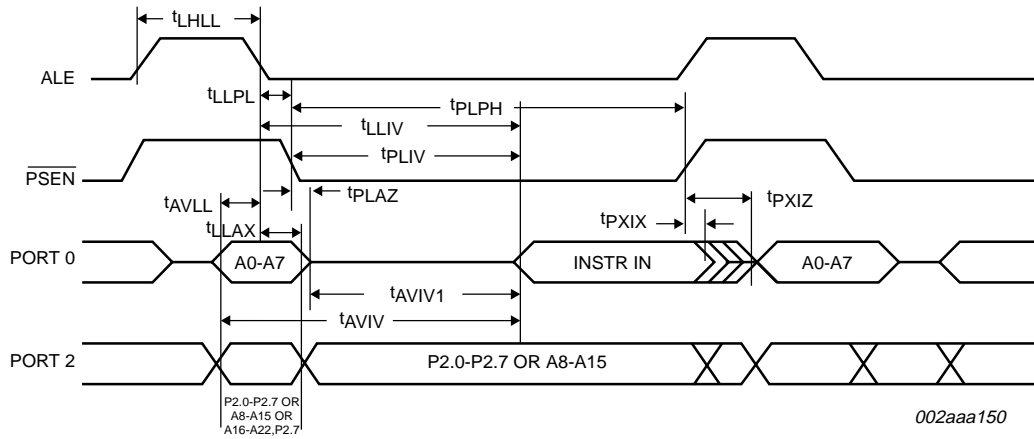 tLHLL
ALE
tLLPL
tPLPH
tLLIV
PSEN
tPLIV
tPLAZ
tAVLL
tPXIZ
tPXIX
tLLAX
PORT 0
A0-A7
INSTR IN
A0-A7
tAVIV1
tAVIV
PORT 2
P2.0-P2.7 OR A8-A15
P2.0-P2.7 OR
A8-A15 OR
A16-A22,P2.7
002aaa150